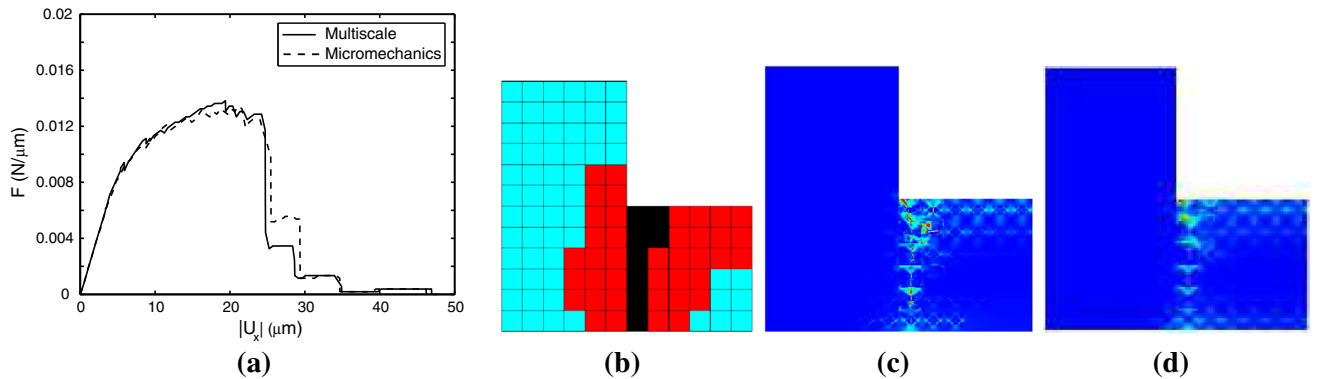 0.02
0.016
0.012
0.008
0.004
0
F (N/μm)
Multiscale
Micromechanics
0 10 20 30 40 50
|Uₓ| (μm)
(a) (b) (c) (d)